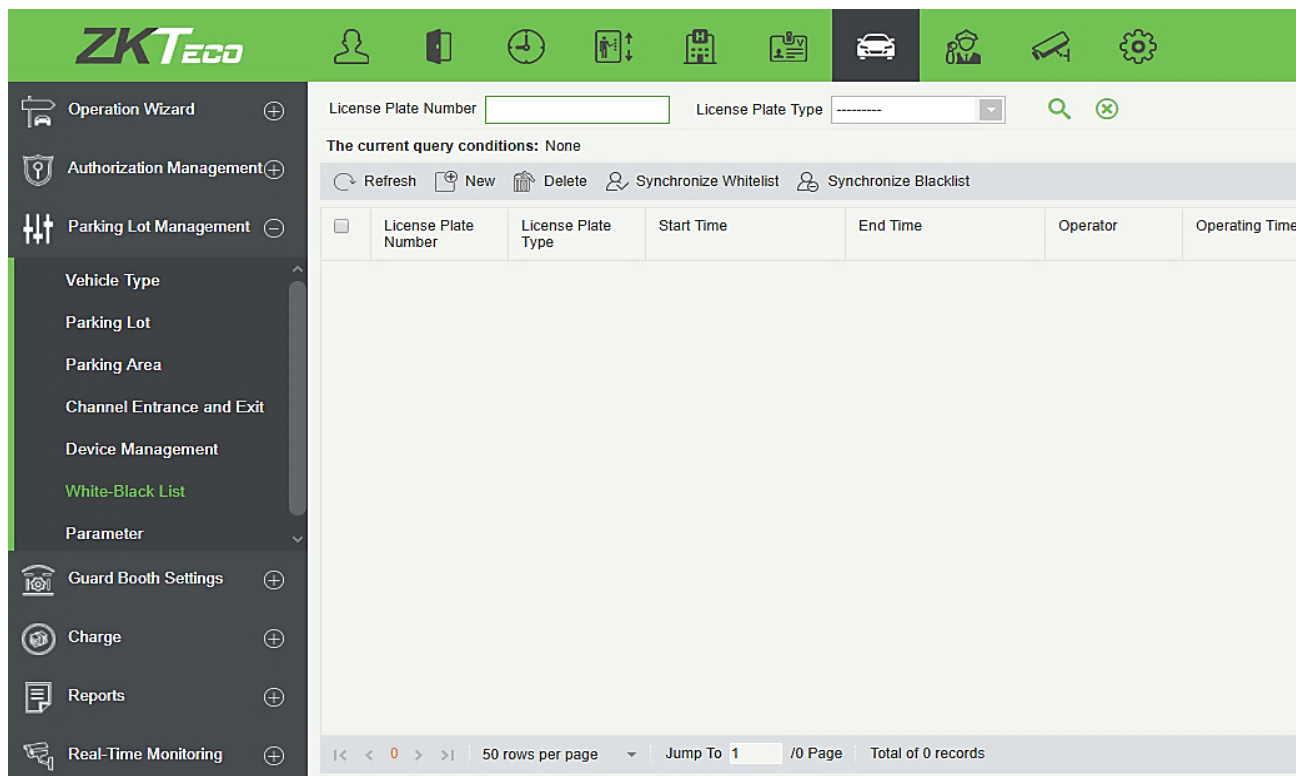 ZKTECO
Operation Wizard
Authorization Management
Parking Lot Management
Vehicle Type
Parking Lot
Parking Area
Channel Entrance and Exit
Device Management
White-Black List
Parameter
Guard Booth Settings
Charge
Reports
Real-Time Monitoring
License Plate Number License Plate Type ---------
The current query conditions: None
Refresh New Delete Synchronize Whitelist Synchronize Blacklist
License Plate Number License Plate Type Start Time End Time Operator Operating Time
|< < 0 > >| 50 rows per page Jump To 1 /0 Page Total of 0 records